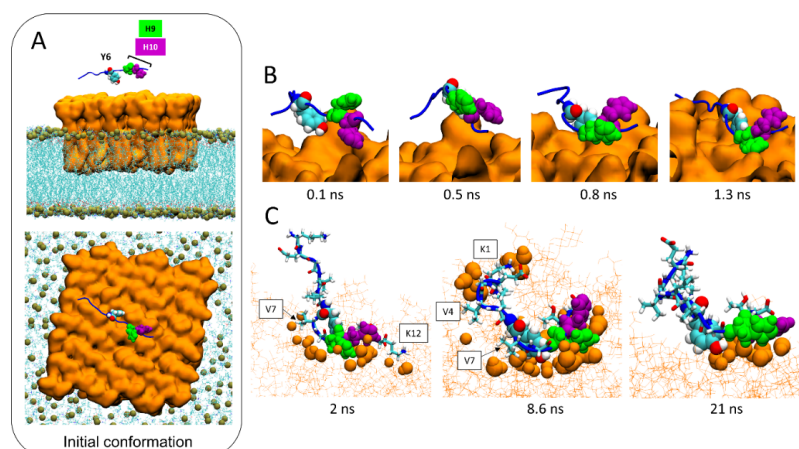 A
H9
H10
Y6
Initial conformation
B
0.1 ns
0.5 ns
0.8 ns
1.3 ns
C
K1
V4
V7
V7
K12
2 ns
8.6 ns
21 ns